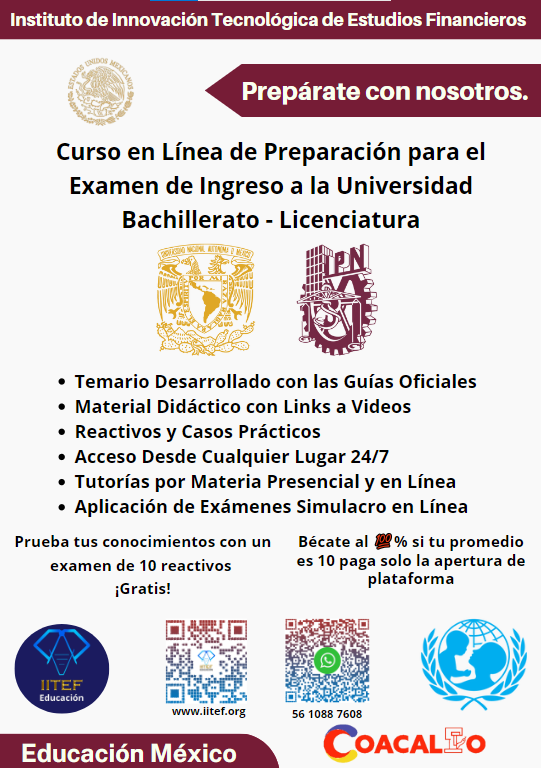 Instituto de Innovación Tecnológica de Estudios Financieros
ESTADOS UNIDOS MEXICANOS
Prepárate con nosotros.
Curso en Línea de Preparación para el
Examen de Ingreso a la Universidad
Bachillerato - Licenciatura
UNIVERSIDAD NACIONAL AUTONOMA D MEXICO
POR MI
IPN
• Temario Desarrollado con las Guías Oficiales
• Material Didáctico con Links a Videos
• Reactivos y Casos Prácticos
• Acceso Desde Cualquier Lugar 24/7
• Tutorías por Materia Presencial y en Línea
• Aplicación de Exámenes Simulacro en Línea
Prueba tus conocimientos con un
examen de 10 reactivos
¡Gratis!
Bécate al 💯% si tu promedio
es 10 paga solo la apertura de
plataforma
IITEF
Educación
IITEF
www.iitef.org
56 1088 7608
COACALCO
Educación México